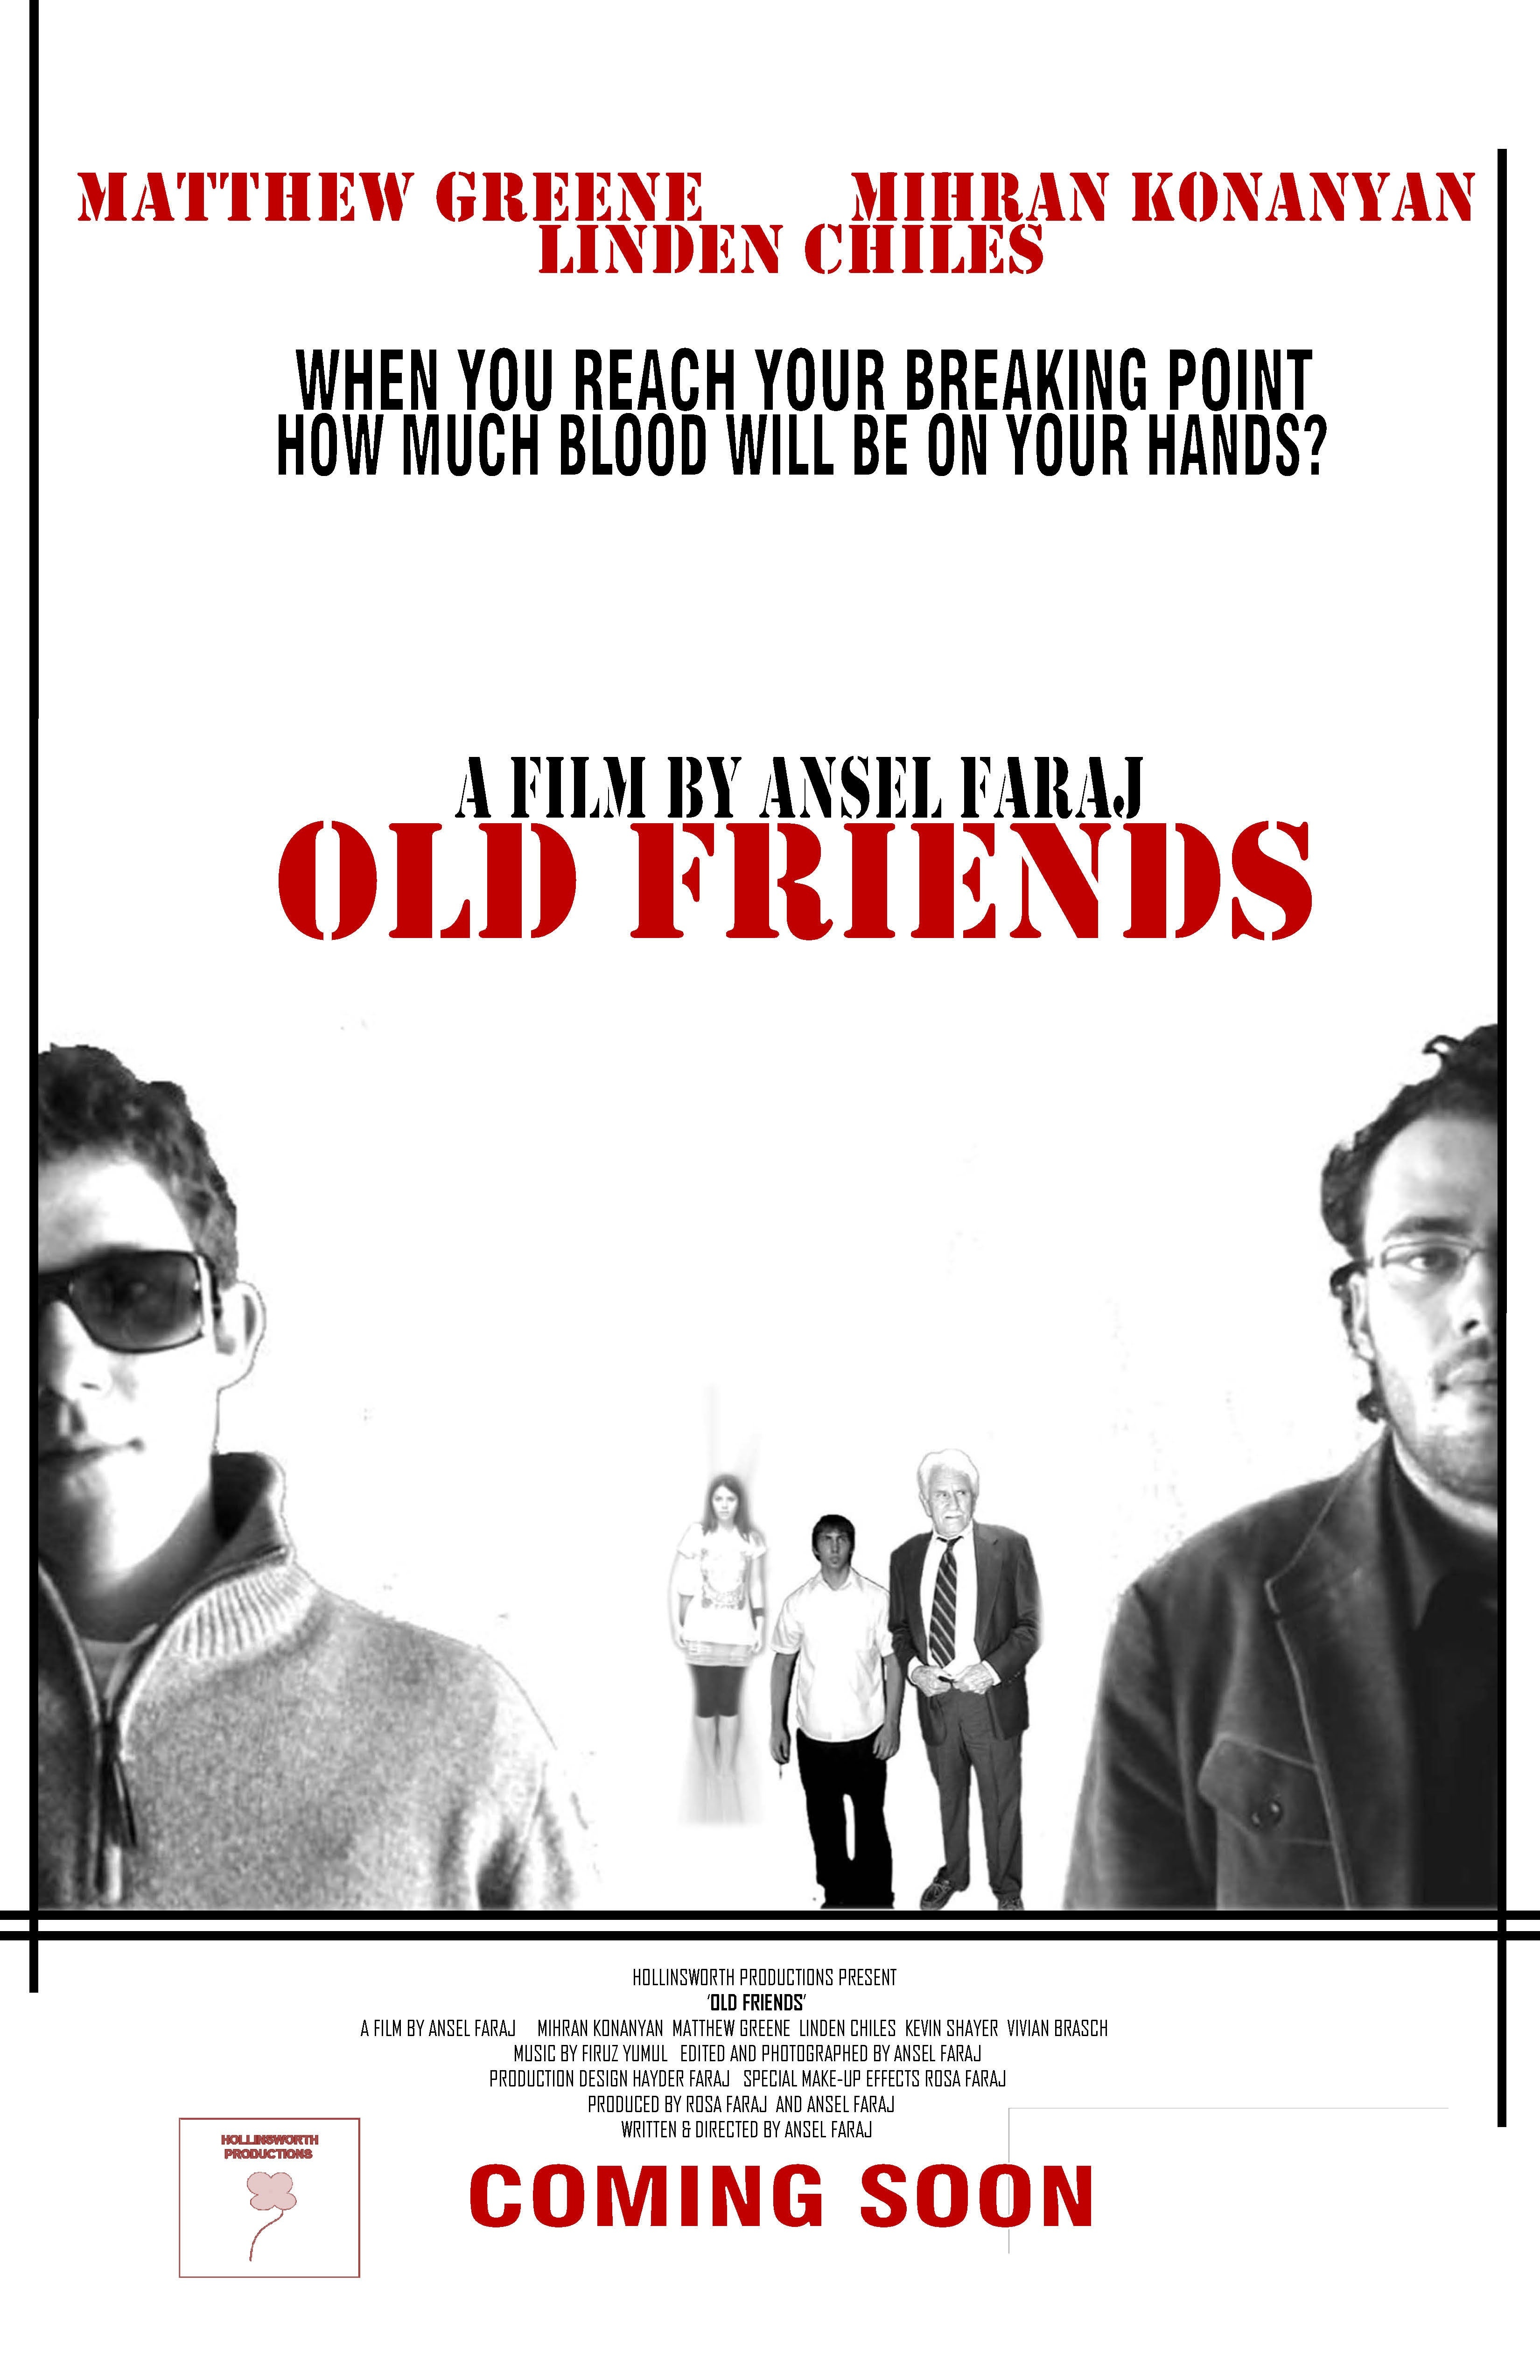 MATTHEW GREENE MIHRAN KONANYAN
LINDEN CHILES
WHEN YOU REACH YOUR BREAKING POINT
HOW MUCH BLOOD WILL BE ON YOUR HANDS?
A FILM BY ANSEL FARAJ
OLD FRIENDS
HOLLINSWORTH PRODUCTIONS PRESENT
'OLD FRIENDS'
A FILM BY ANSEL FARAJ MIHRAN KONANYAN MATTHEW GREENE LINDEN CHILES KEVIN SHAYER VIVIAN BRASCH
MUSIC BY FIRUZ YUMUL EDITED AND PHOTOGRAPHED BY ANSEL FARAJ
PRODUCTION DESIGN HAYDER FARAJ SPECIAL MAKE-UP EFFECTS ROSA FARAJ
PRODUCED BY ROSA FARAJ AND ANSEL FARAJ
WRITTEN & DIRECTED BY ANSEL FARAJ
HOLLINSWORTH
PRODUCTIONS
COMING SOON